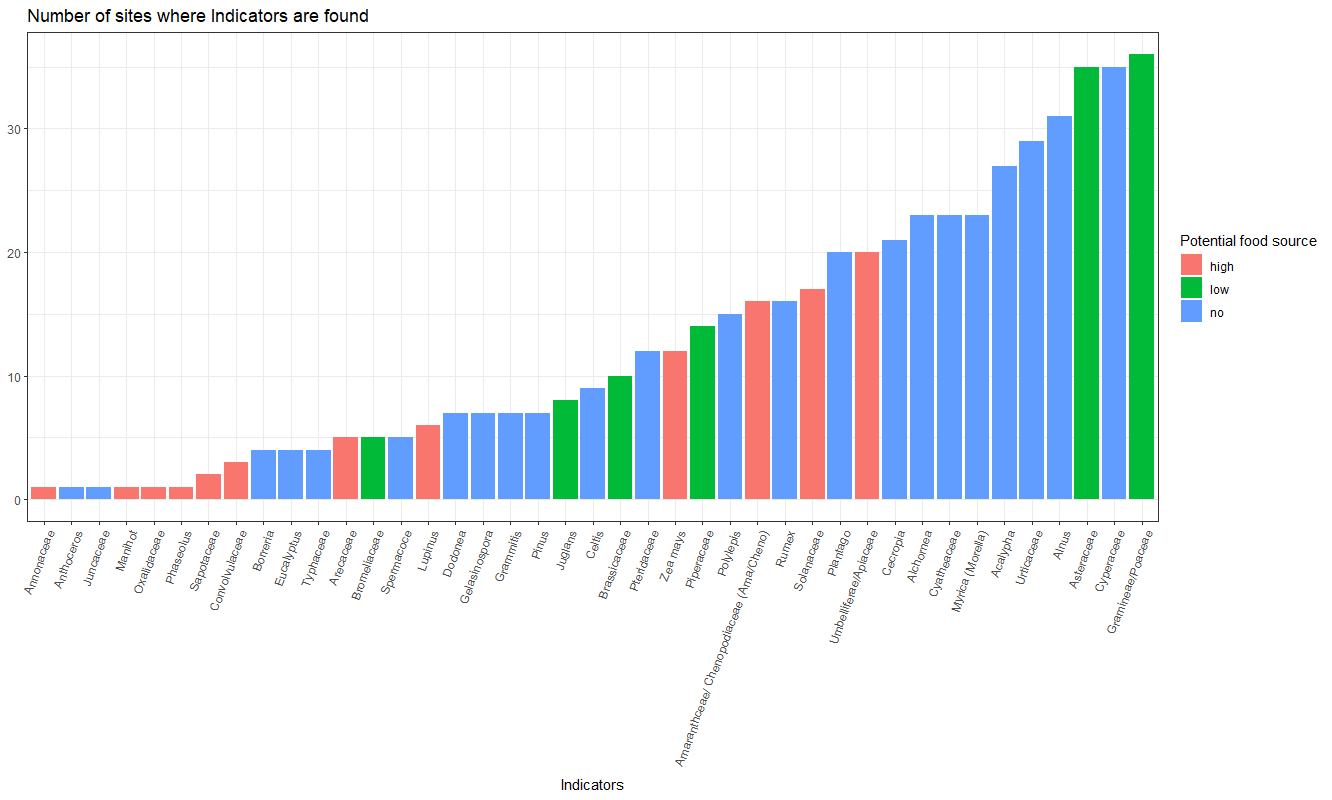 Number of sites where Indicators are found
30
20
10
0
Annonaceae
Anthoceros
Juncaceae
Manihot
Oxalidaceae
Phaseolus
Sapotaceae
Convolvulaceae
Borreria
Eucalyptus
Typhaceae
Arecaceae
Bromeliaceae
Spermacoce
Lupinus
Dodonea
Gelasinospora
Grammitis
Pinus
Juglans
Celtis
Brassicaceae
Pteridaceae
Zea mays
Piperaceae
Polylepis
Amaranthceae/ Chenopodiaceae (Ama/Cheno)
Rumex
Solanaceae
Plantago
Umbelliferae/Apiaceae
Cecropia
Alchornea
Cyatheaceae
Myrica (Morella)
Acalypha
Urticaceae
Alnus
Asteraceae
Cyperaceae
Gramineae/Poaceae
Indicators
Potential food source
high
low
no